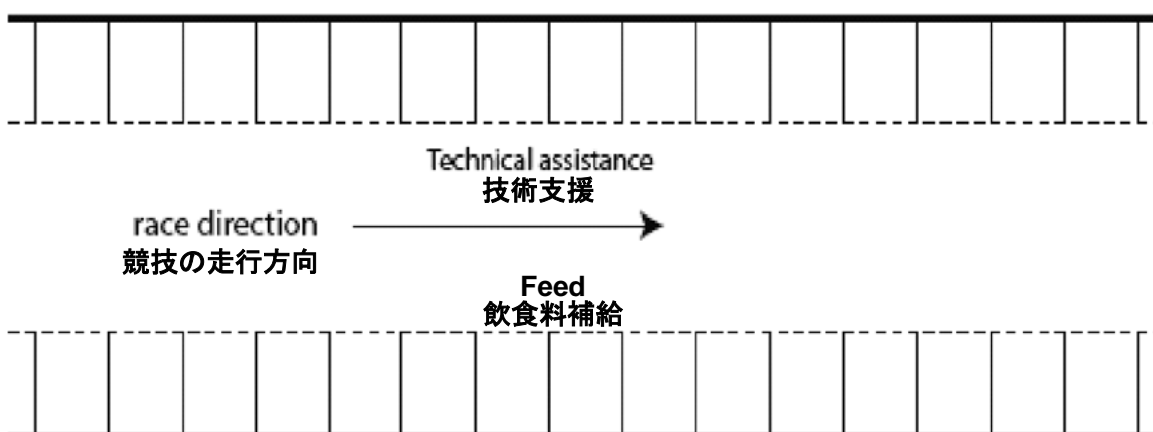 Technical assistance
技術支援
race direction
競技の走行方向
Feed
飲食料補給